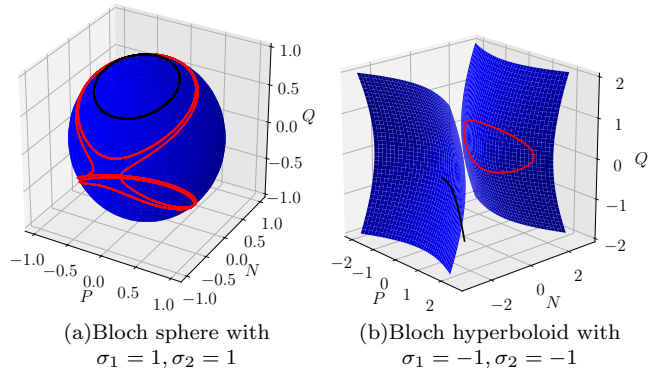 1.0
0.5
0.0 Q
−0.5
−1.0
1.0
0.5
0.0 N
−0.5
−1.0
−1.0 −0.5 0.0 0.5 1.0
P
2
1
0 Q
−1
−2
−2 −1 0 1 2
P
−2 0 2
N
(a)Bloch sphere with
σ₁ = 1, σ₂ = 1
(b)Bloch hyperboloid with
σ₁ = −1, σ₂ = −1